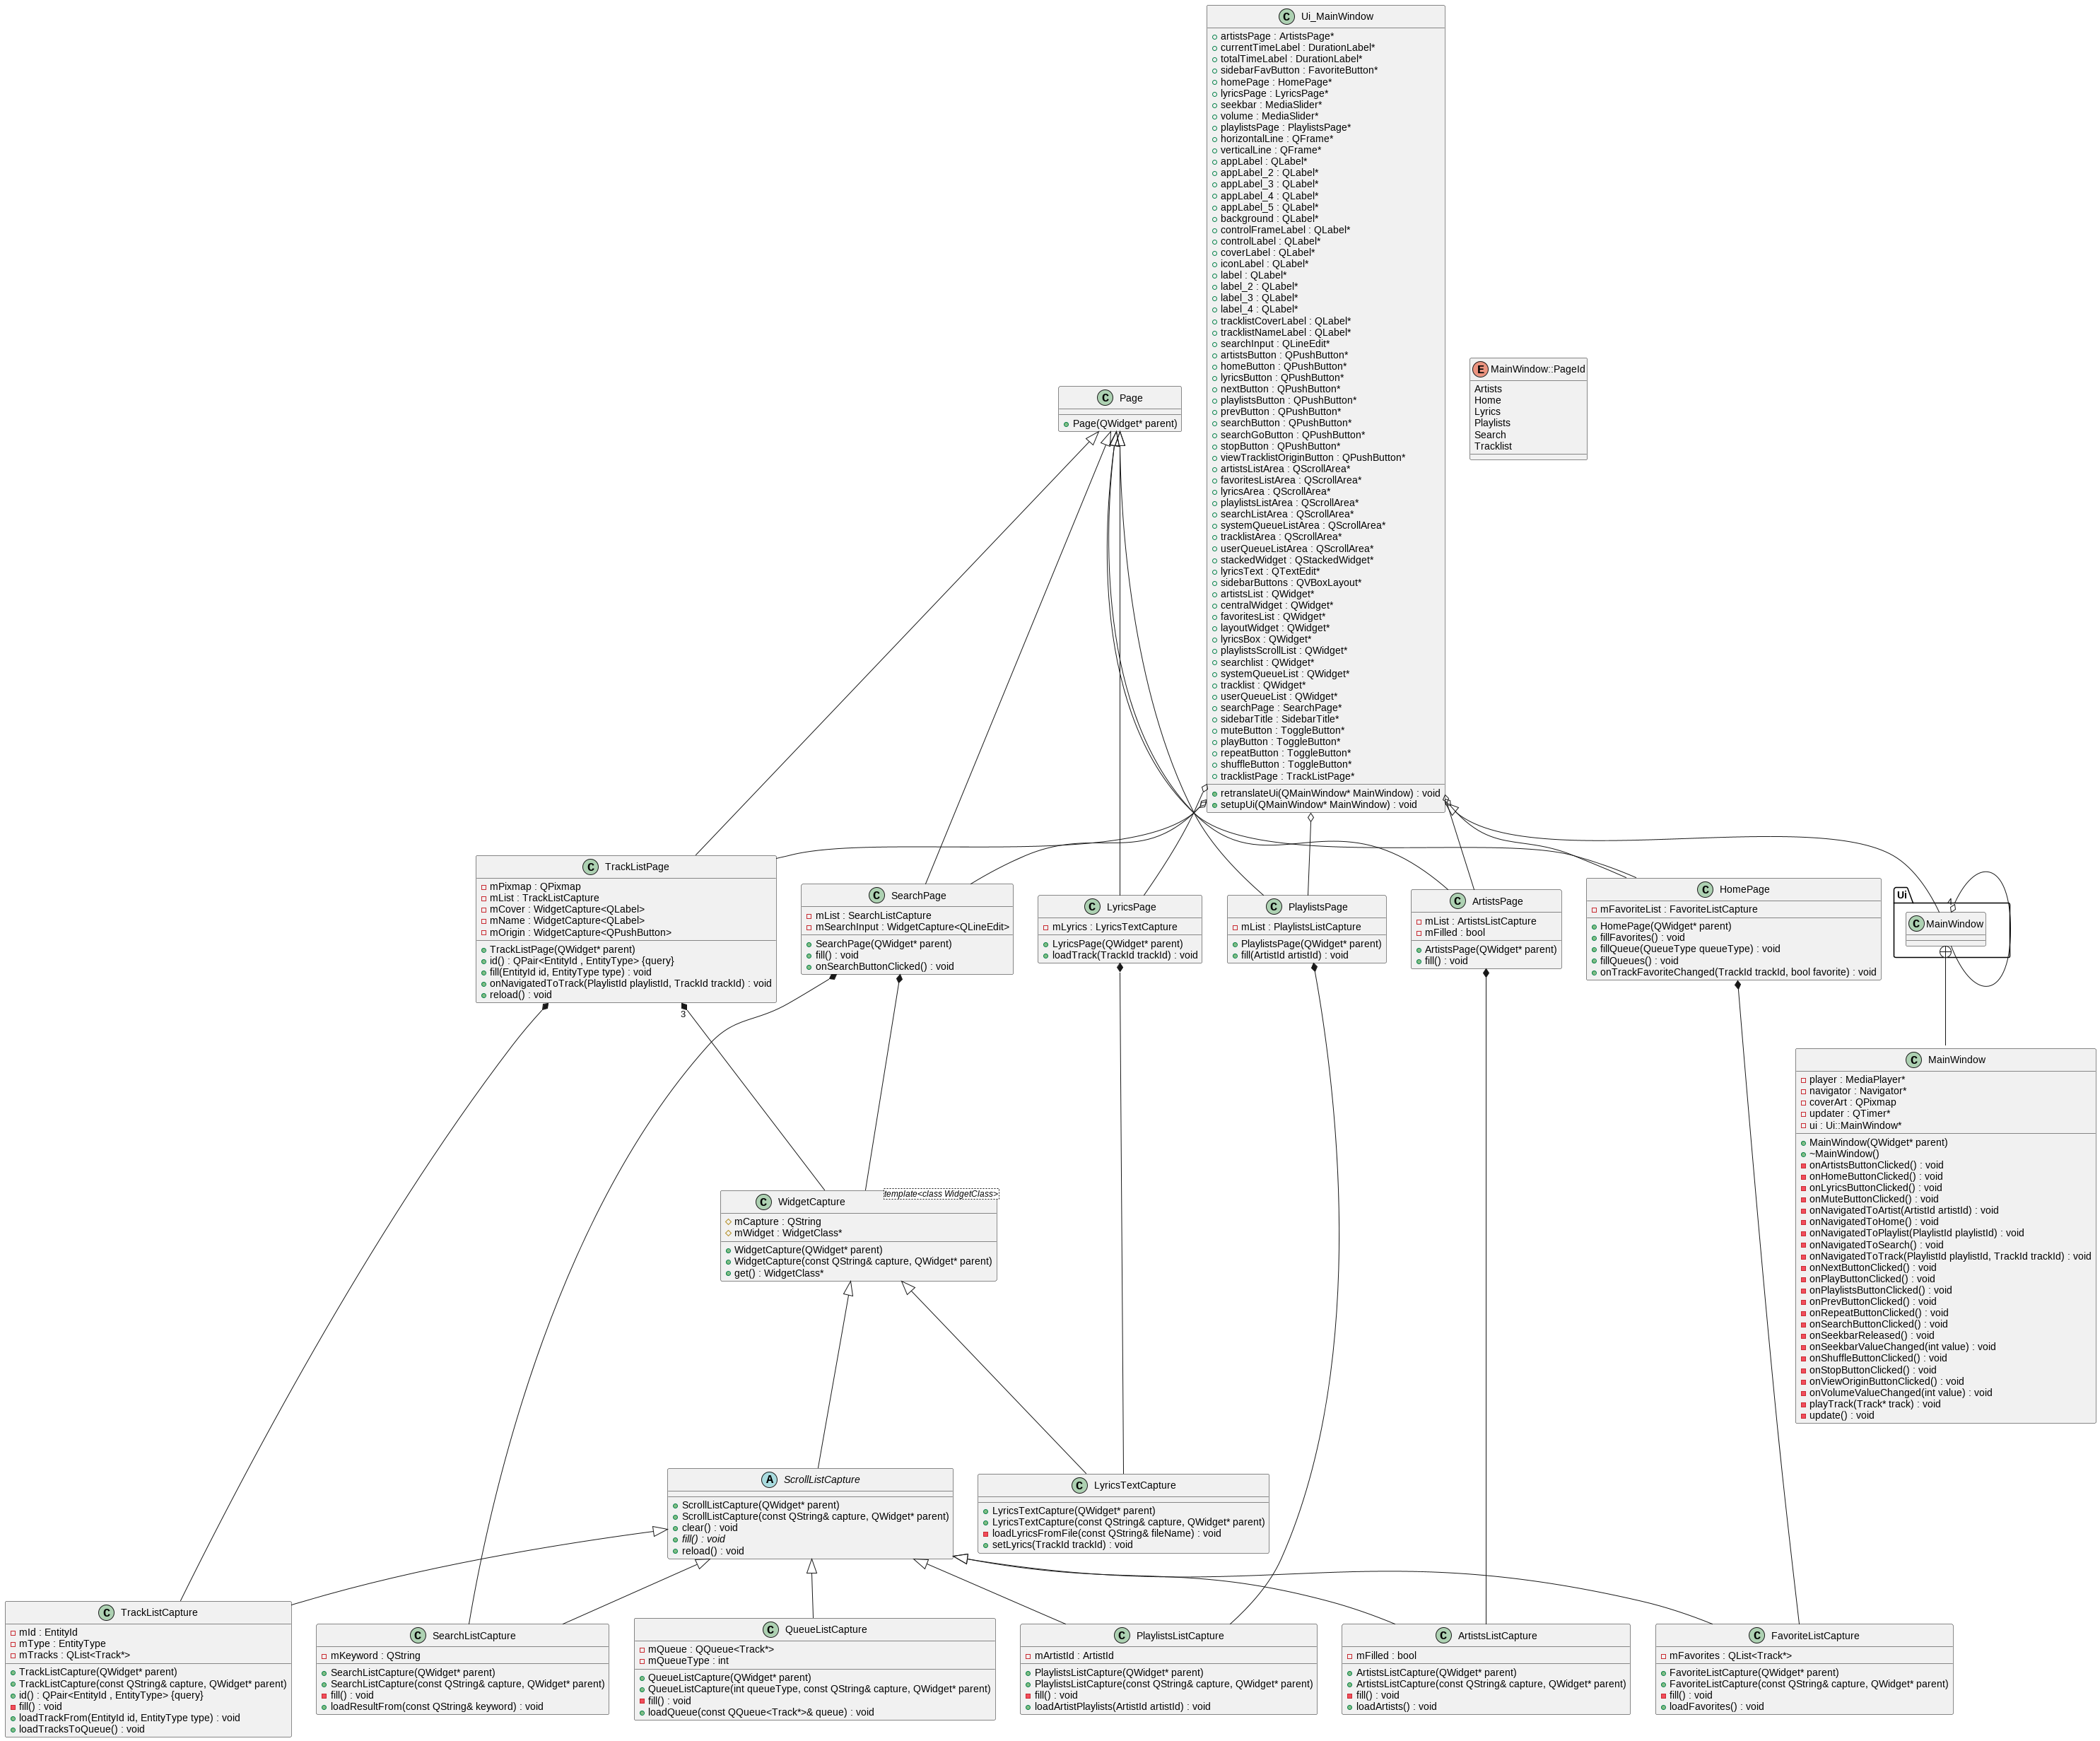 Ui_MainWindow
artistsPage : ArtistsPage*
currentTimeLabel : DurationLabel*
totalTimeLabel : DurationLabel*
sidebarFavButton : FavoriteButton*
homePage : HomePage*
lyricsPage : LyricsPage*
seekbar : MediaSlider*
volume : MediaSlider*
playlistsPage : PlaylistsPage*
horizontalLine : QFrame*
verticalLine : QFrame*
appLabel : QLabel*
appLabel_2 : QLabel*
appLabel_3 : QLabel*
appLabel_4 : QLabel*
appLabel_5 : QLabel*
background : QLabel*
controlFrameLabel : QLabel*
controlLabel : QLabel*
coverLabel : QLabel*
iconLabel : QLabel*
label : QLabel*
label_2 : QLabel*
label_3 : QLabel*
label_4 : QLabel*
tracklistCoverLabel : QLabel*
tracklistNameLabel : QLabel*
searchInput : QLineEdit*
artistsButton : QPushButton*
homeButton : QPushButton*
lyricsButton : QPushButton*
nextButton : QPushButton*
playlistsButton : QPushButton*
prevButton : QPushButton*
searchButton : QPushButton*
searchGoButton : QPushButton*
stopButton : QPushButton*
viewTracklistOriginButton : QPushButton*
artistsListArea : QScrollArea*
favoritesListArea : QScrollArea*
lyricsArea : QScrollArea*
playlistsListArea : QScrollArea*
searchListArea : QScrollArea*
systemQueueListArea : QScrollArea*
tracklistArea : QScrollArea*
userQueueListArea : QScrollArea*
stackedWidget : QStackedWidget*
lyricsText : QTextEdit*
sidebarButtons : QVBoxLayout*
artistsList : QWidget*
centralWidget : QWidget*
favoritesList : QWidget*
layoutWidget : QWidget*
lyricsBox : QWidget*
playlistsScrollList : QWidget*
searchlist : QWidget*
systemQueueList : QWidget*
tracklist : QWidget*
userQueueList : QWidget*
searchPage : SearchPage*
sidebarTitle : SidebarTitle*
muteButton : ToggleButton*
playButton : ToggleButton*
repeatButton : ToggleButton*
shuffleButton : ToggleButton*
tracklistPage : TrackListPage*
retranslateUi(QMainWindow* MainWindow) : void
setupUi(QMainWindow* MainWindow) : void
MainWindow::PageId
Artists
Home
Lyrics
Playlists
Search
Tracklist
Page
Page(QWidget* parent)
TrackListPage
mPixmap : QPixmap
mList : TrackListCapture
mCover : WidgetCapture<QLabel>
mName : WidgetCapture<QLabel>
mOrigin : WidgetCapture<QPushButton>
TrackListPage(QWidget* parent)
id() : QPair<EntityId , EntityType> {query}
fill(EntityId id, EntityType type) : void
onNavigatedToTrack(PlaylistId playlistId, TrackId trackId) : void
reload() : void
3
SearchPage
mList : SearchListCapture
mSearchInput : WidgetCapture<QLineEdit>
SearchPage(QWidget* parent)
fill() : void
onSearchButtonClicked() : void
LyricsPage
mLyrics : LyricsTextCapture
LyricsPage(QWidget* parent)
loadTrack(TrackId trackId) : void
PlaylistsPage
mList : PlaylistsListCapture
PlaylistsPage(QWidget* parent)
fill(ArtistId artistId) : void
ArtistsPage
mList : ArtistsListCapture
mFilled : bool
ArtistsPage(QWidget* parent)
fill() : void
HomePage
mFavoriteList : FavoriteListCapture
HomePage(QWidget* parent)
fillFavorites() : void
fillQueue(QueueType queueType) : void
fillQueues() : void
onTrackFavoriteChanged(TrackId trackId, bool favorite) : void
Ui
MainWindow
MainWindow
player : MediaPlayer*
navigator : Navigator*
coverArt : QPixmap
updater : QTimer*
ui : Ui::MainWindow*
MainWindow(QWidget* parent)
~MainWindow()
onArtistsButtonClicked() : void
onHomeButtonClicked() : void
onLyricsButtonClicked() : void
onMuteButtonClicked() : void
onNavigatedToArtist(ArtistId artistId) : void
onNavigatedToHome() : void
onNavigatedToPlaylist(PlaylistId playlistId) : void
onNavigatedToSearch() : void
onNavigatedToTrack(PlaylistId playlistId, TrackId trackId) : void
onNextButtonClicked() : void
onPlayButtonClicked() : void
onPlaylistsButtonClicked() : void
onPrevButtonClicked() : void
onRepeatButtonClicked() : void
onSearchButtonClicked() : void
onSeekbarReleased() : void
onSeekbarValueChanged(int value) : void
onShuffleButtonClicked() : void
onStopButtonClicked() : void
onViewOriginButtonClicked() : void
onVolumeValueChanged(int value) : void
playTrack(Track* track) : void
update() : void
WidgetCapture
template<class WidgetClass>
mCapture : QString
mWidget : WidgetClass*
WidgetCapture(QWidget* parent)
WidgetCapture(const QString& capture, QWidget* parent)
get() : WidgetClass*
ScrollListCapture
ScrollListCapture(QWidget* parent)
ScrollListCapture(const QString& capture, QWidget* parent)
clear() : void
fill() : void
reload() : void
LyricsTextCapture
LyricsTextCapture(QWidget* parent)
LyricsTextCapture(const QString& capture, QWidget* parent)
loadLyricsFromFile(const QString& fileName) : void
setLyrics(TrackId trackId) : void
TrackListCapture
mId : EntityId
mType : EntityType
mTracks : QList<Track*>
TrackListCapture(QWidget* parent)
TrackListCapture(const QString& capture, QWidget* parent)
id() : QPair<EntityId , EntityType> {query}
fill() : void
loadTrackFrom(EntityId id, EntityType type) : void
loadTracksToQueue() : void
SearchListCapture
mKeyword : QString
SearchListCapture(QWidget* parent)
SearchListCapture(const QString& capture, QWidget* parent)
fill() : void
loadResultFrom(const QString& keyword) : void
QueueListCapture
mQueue : QQueue<Track*>
mQueueType : int
QueueListCapture(QWidget* parent)
QueueListCapture(int queueType, const QString& capture, QWidget* parent)
fill() : void
loadQueue(const QQueue<Track*>& queue) : void
PlaylistsListCapture
mArtistId : ArtistId
PlaylistsListCapture(QWidget* parent)
PlaylistsListCapture(const QString& capture, QWidget* parent)
fill() : void
loadArtistPlaylists(ArtistId artistId) : void
ArtistsListCapture
mFilled : bool
ArtistsListCapture(QWidget* parent)
ArtistsListCapture(const QString& capture, QWidget* parent)
fill() : void
loadArtists() : void
FavoriteListCapture
mFavorites : QList<Track*>
FavoriteListCapture(QWidget* parent)
FavoriteListCapture(const QString& capture, QWidget* parent)
fill() : void
loadFavorites() : void